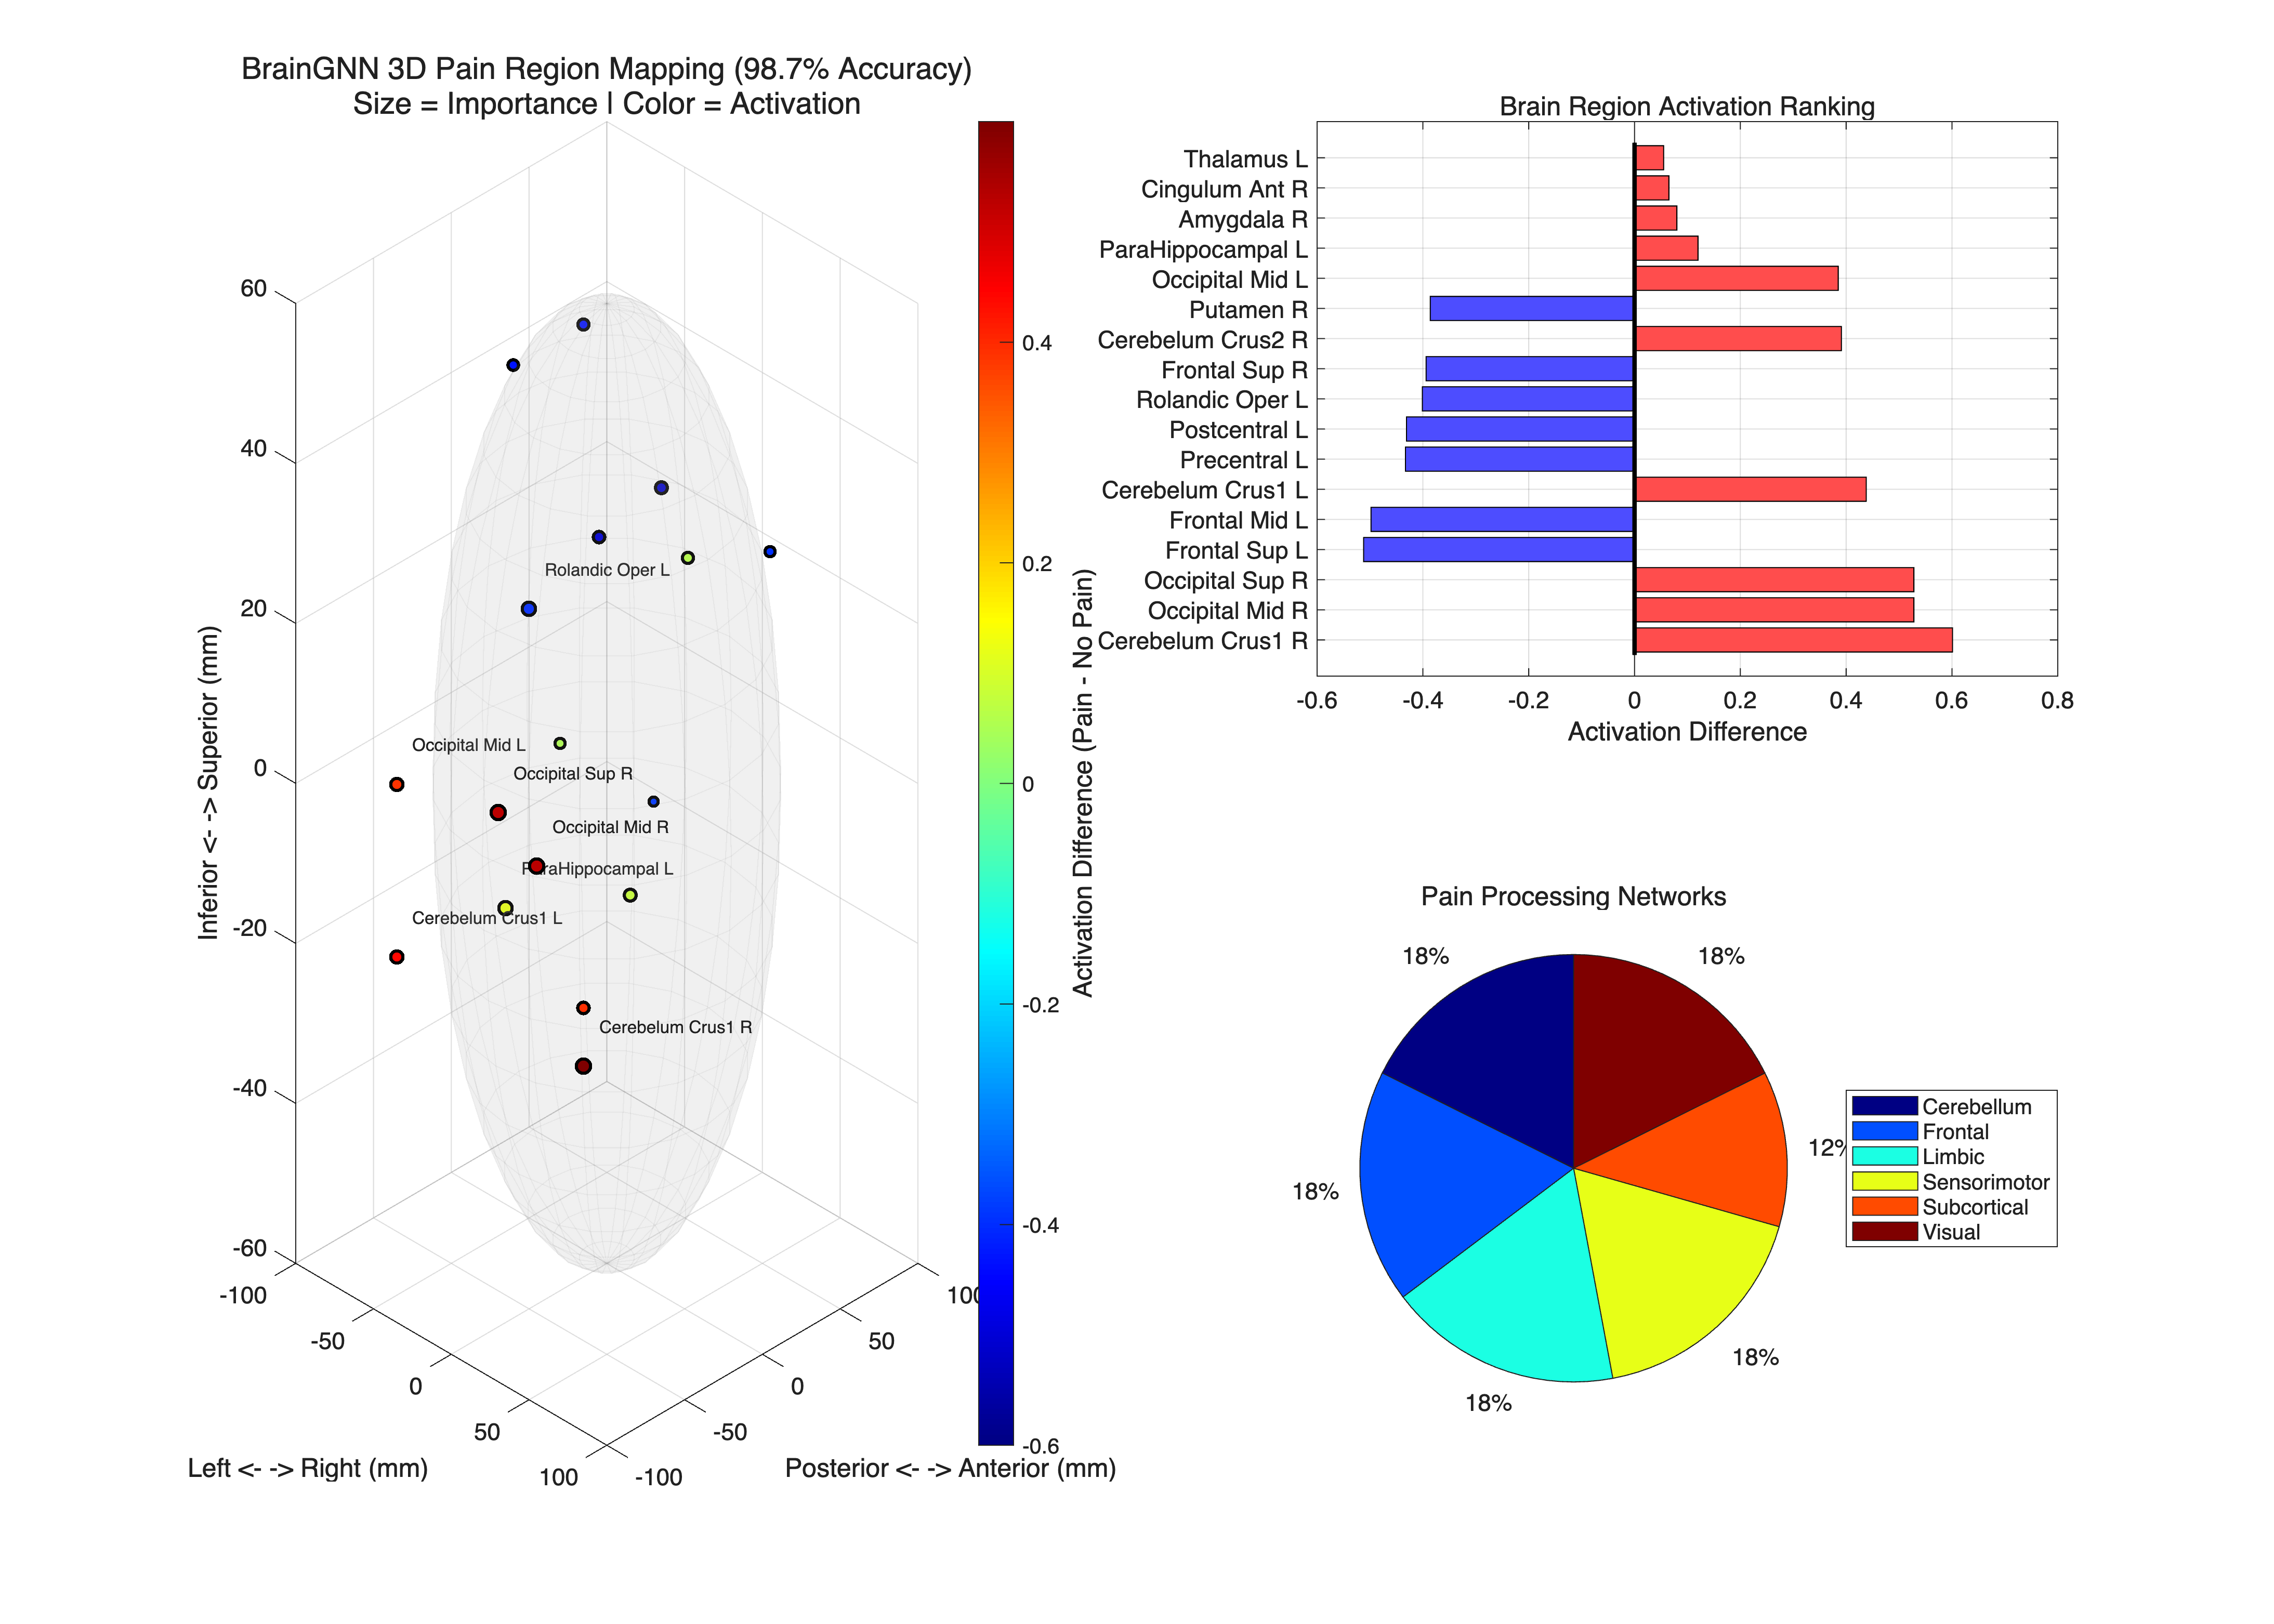 BrainGNN 3D Pain Region Mapping (98.7% Accuracy)
Size = Importance | Color = Activation
60
40
20
0
-20
-40
-60
Inferior <- -> Superior (mm)
-100
-50
0
50
100
Left <- -> Right (mm)
-100
-50
0
50
100
Posterior <- -> Anterior (mm)
Rolandic Oper L
Occipital Mid L
Occipital Sup R
Occipital Mid R
ParaHippocampal L
Cerebelum Crus1 L
Cerebelum Crus1 R
0.4
0.2
0
-0.2
-0.4
-0.6
Activation Difference (Pain - No Pain)
Brain Region Activation Ranking
Thalamus L
Cingulum Ant R
Amygdala R
ParaHippocampal L
Occipital Mid L
Putamen R
Cerebelum Crus2 R
Frontal Sup R
Rolandic Oper L
Postcentral L
Precentral L
Cerebelum Crus1 L
Frontal Mid L
Frontal Sup L
Occipital Sup R
Occipital Mid R
Cerebelum Crus1 R
-0.6 -0.4 -0.2 0 0.2 0.4 0.6 0.8
Activation Difference
Pain Processing Networks
18%
18%
18%
18%
12%
18%
Cerebellum
Frontal
Limbic
Sensorimotor
Subcortical
Visual